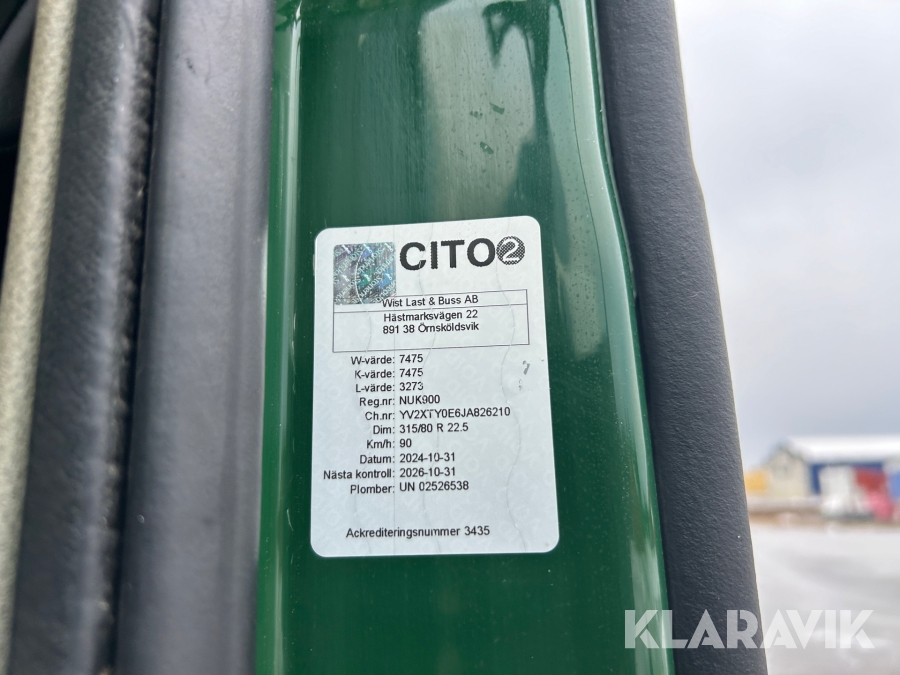 CITO2
Wist Last & Buss AB
Hästmarksvägen 22
891 38 Örnsköldsvik
W-värde: 7475
K-värde: 7475
L-värde: 3273
Reg.nr: NUK900
Ch.nr: YV2XTY0E6JA826210
Dim: 315/80 R 22.5
Km/h: 90
Datum: 2024-10-31
Nästa kontroll: 2026-10-31
Plomber: UN 02526538
Ackrediteringsnummer 3435
KLARAVIK